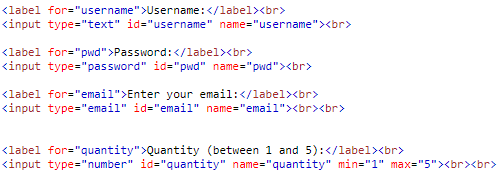 <label for="username">Username:</label><br>
<input type="text" id="username" name="username"><br>
<label for="pwd">Password:</label><br>
<input type="password" id="pwd" name="pwd"><br>
<label for="email">Enter your email:</label><br>
<input type="email" id="email" name="email"><br><br>
<label for="quantity">Quantity (between 1 and 5):</label><br>
<input type="number" id="quantity" name="quantity" min="1" max="5"><br><br>